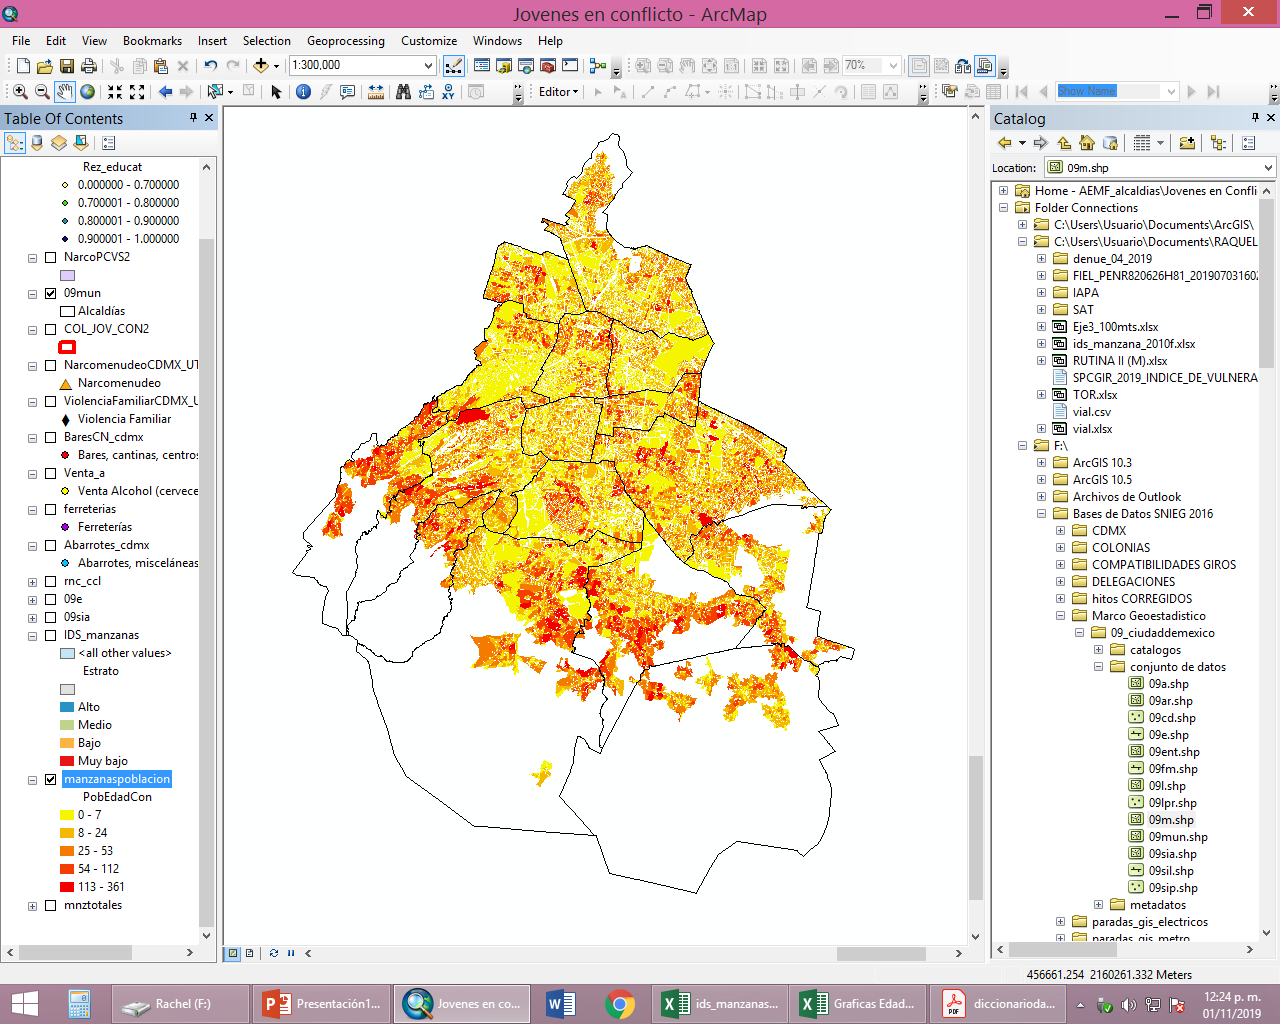 Jovenes en conflicto - ArcMap
File Edit View Bookmarks Insert Selection Geoprocessing Customize Windows Help
1:300,000
70%
Editor
Show Name
Table Of Contents
Rez_educat
0.000000 - 0.700000
0.700001 - 0.800000
0.800001 - 0.900000
0.900001 - 1.000000
NarcoPCVS2
09mun
Alcaldías
COL_JOV_CON2
NarcomenudeoCDMX_UT
Narcomenudeo
ViolenciaFamiliarCDMX_U
Violencia Familiar
BaresCN_cdmx
Bares, cantinas, centros
Venta_a
Venta Alcohol (cervece
ferreterias
Ferreterías
Abarrotes_cdmx
Abarrotes, misceláneas
rnc_ccl
09e
09sia
IDS_manzanas
<all other values>
Estrato
Alto
Medio
Bajo
Muy bajo
manzanaspoblacion
PobEdadCon
0 - 7
8 - 24
25 - 53
54 - 112
113 - 361
mnztotales
Catalog
Location: 09m.shp
Home - AEMF_alcaldias\Jovenes en Confli
Folder Connections
C:\Users\Usuario\Documents\ArcGIS\
C:\Users\Usuario\Documents\RAQUEL
denue_04_2019
FIEL_PENR820626H81_201907031602
IAPA
SAT
Eje3_100mts.xlsx
ids_manzana_2010f.xlsx
RUTINA II (M).xlsx
SPCGIR_2019_INDICE_DE_VULNERA
TOR.xlsx
vial.csv
vial.xlsx
F:\
ArcGIS 10.3
ArcGIS 10.5
Archivos de Outlook
Bases de Datos SNIEG 2016
CDMX
COLONIAS
COMPATIBILIDADES GIROS
DELEGACIONES
hitos CORREGIDOS
Marco Geoestadistico
09_ciudaddemexico
catalogos
conjunto de datos
09a.shp
09ar.shp
09cd.shp
09e.shp
09ent.shp
09fm.shp
09l.shp
09lpr.shp
09m.shp
09mun.shp
09sia.shp
09sil.shp
09sip.shp
metadatos
paradas_gis_electricos
paradas_gis_metro
456661.254 2160261.332 Meters
Rachel (F:)
Presentación1...
Jovenes en co...
ids_manzanas...
Graficas Edad...
diccionarioda...
12:24 p. m.
01/11/2019